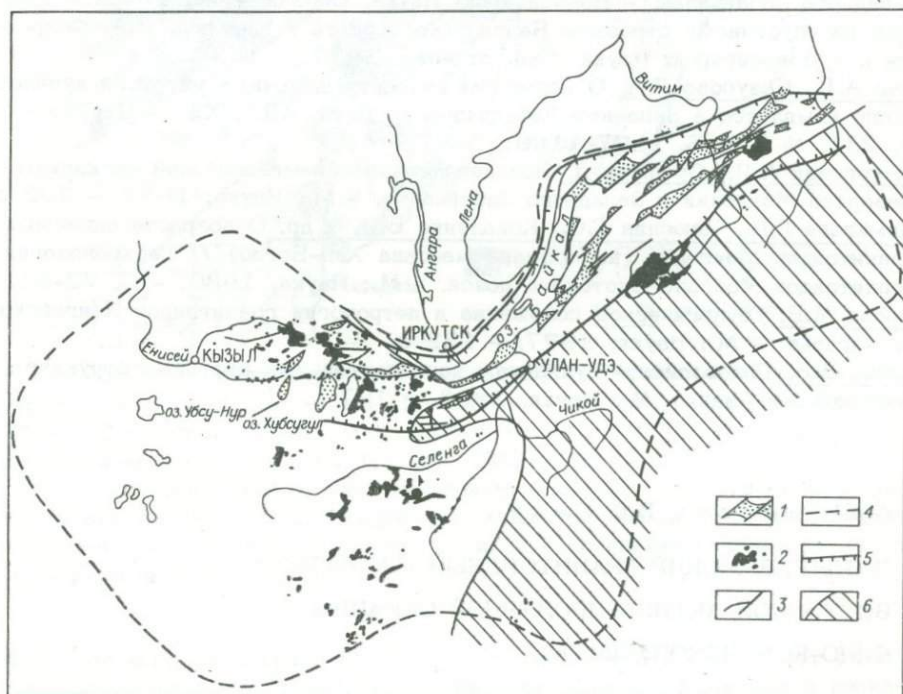 Витим
Лена
Ангара
оз. Байкал
ИРКУТСК
Енисей
КЫЗЫЛ
УЛАН-УДЭ
оз. Убсу-Нур
оз. Хубсугул
Чикой
Селенга
1 4
2 5
3 6